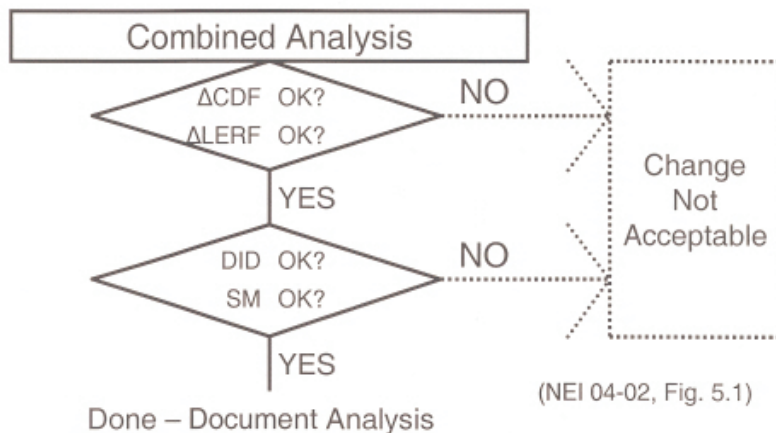 Combined Analysis
ΔCDF OK?
ΔLERF OK?
NO
YES
Change
Not
Acceptable
DID OK?
SM OK?
NO
YES
(NEI 04-02, Fig. 5.1)
Done – Document Analysis